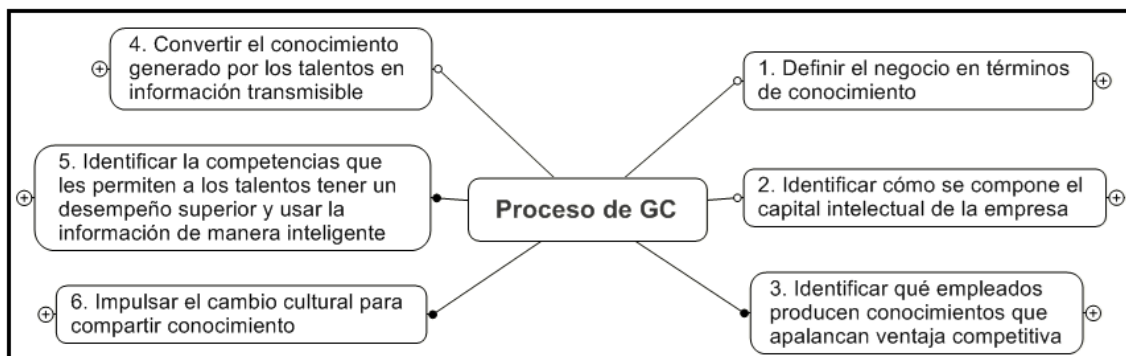 Proceso de GC
1. Definir el negocio en términos
de conocimiento
2. Identificar cómo se compone el
capital intelectual de la empresa
3. Identificar qué empleados
producen conocimientos que
apalancan ventaja competitiva
4. Convertir el conocimiento
generado por los talentos en
información transmisible
5. Identificar la competencias que
les permiten a los talentos tener un
desempeño superior y usar la
información de manera inteligente
6. Impulsar el cambio cultural para
compartir conocimiento